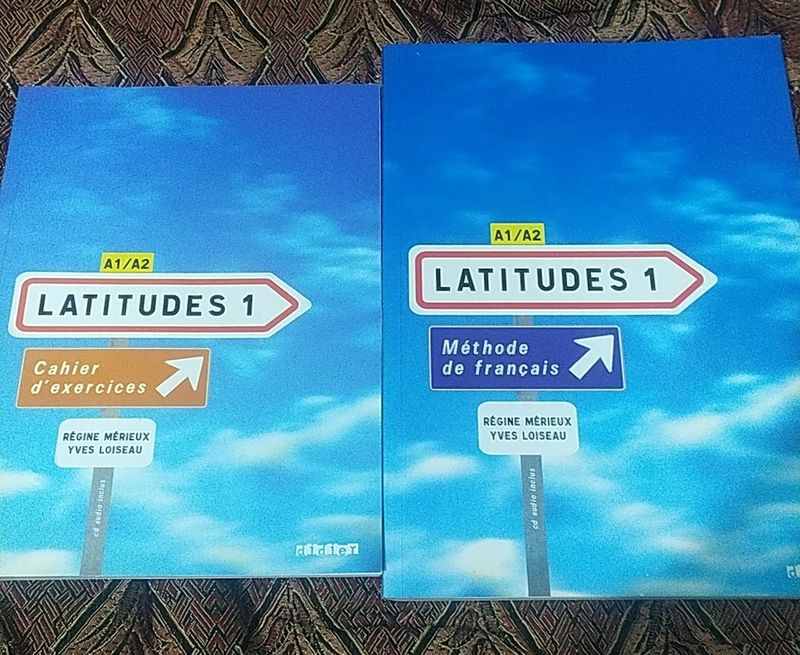 A1/A2
LATITUDES 1
Cahier
d'exercices
RÉGINE MÉRIEUX
YVES LOISEAU
cd audio inclus
didier
A1/A2
LATITUDES 1
Méthode
de français
RÉGINE MÉRIEUX
YVES LOISEAU
cd audio inclus
d